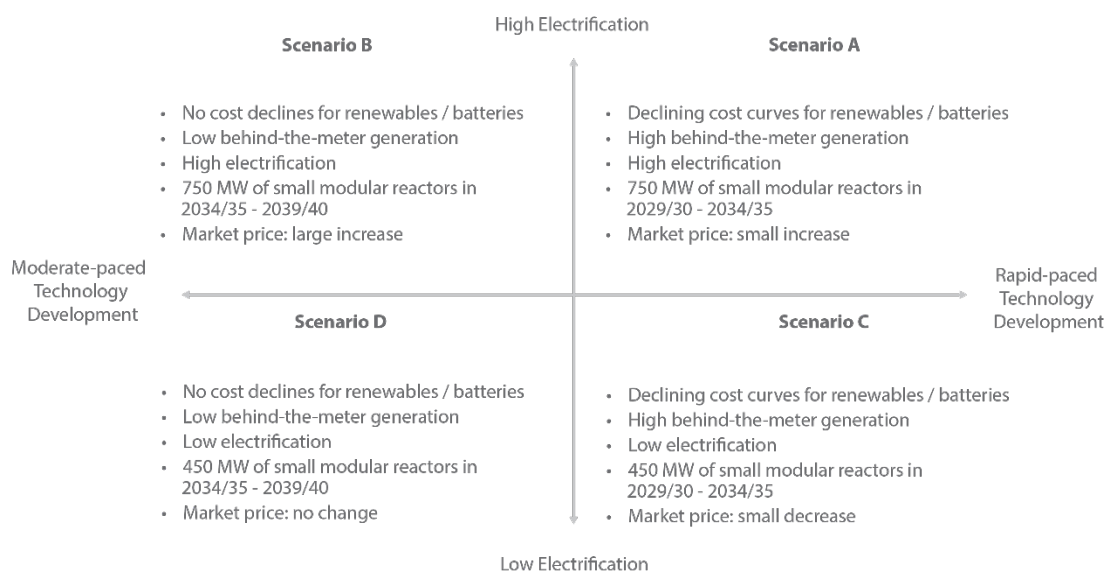 High Electrification
Scenario B
• No cost declines for renewables / batteries
• Low behind-the-meter generation
• High electrification
• 750 MW of small modular reactors in
2034/35 - 2039/40
• Market price: large increase
Scenario A
• Declining cost curves for renewables / batteries
• High behind-the-meter generation
• High electrification
• 750 MW of small modular reactors in
2029/30 - 2034/35
• Market price: small increase
Moderate-paced
Technology
Development
Rapid-paced
Technology
Development
Scenario D
• No cost declines for renewables / batteries
• Low behind-the-meter generation
• Low electrification
• 450 MW of small modular reactors in
2034/35 - 2039/40
• Market price: no change
Scenario C
• Declining cost curves for renewables / batteries
• High behind-the-meter generation
• Low electrification
• 450 MW of small modular reactors in
2029/30 - 2034/35
• Market price: small decrease
Low Electrification